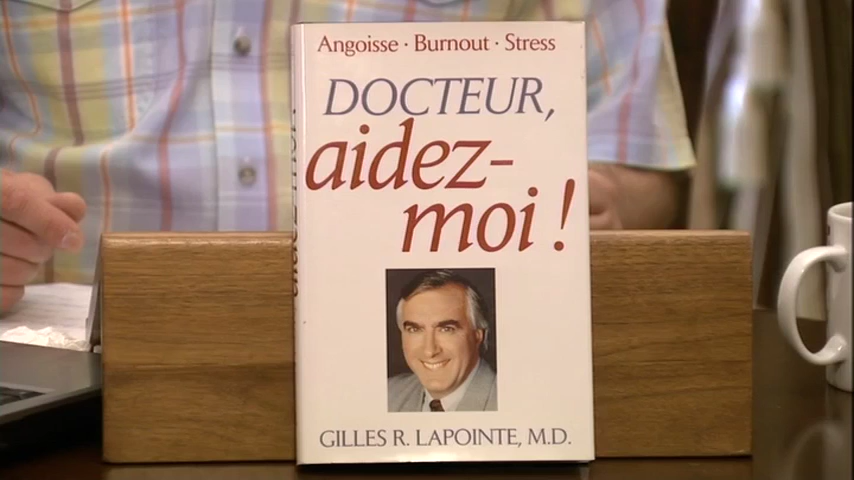 Angoisse · Burnout · Stress
DOCTEUR,
aidez-
moi !
GILLES R. LAPOINTE, M.D.